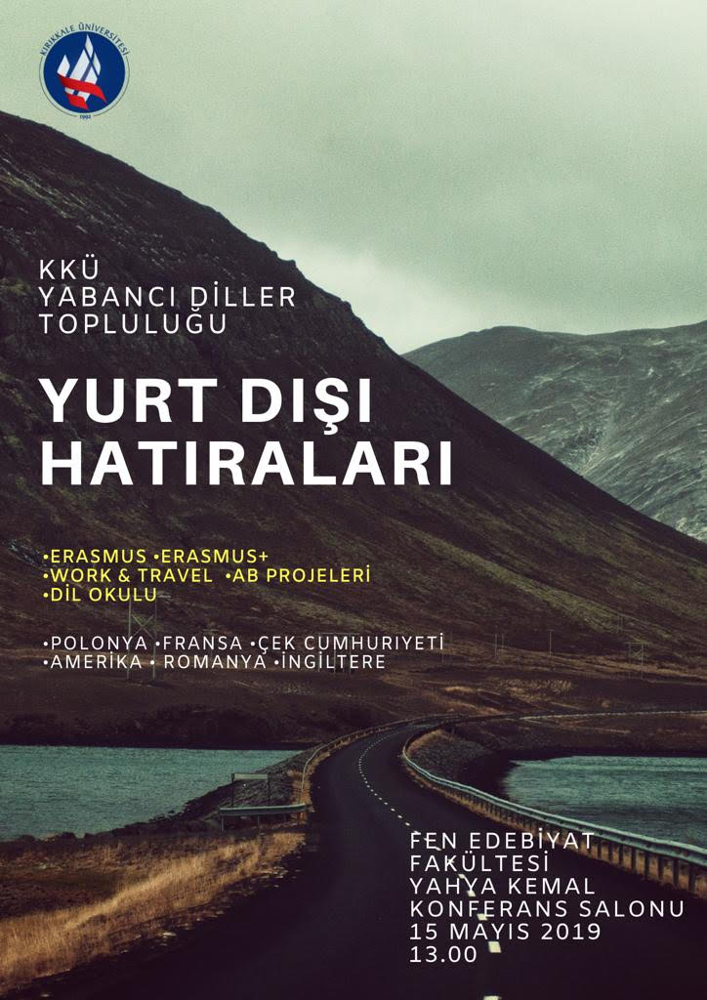 KIRIKKALE ÜNİVERSİTESİ
1992
KKÜ
YABANCI DİLLER
TOPLULUĞU
YURT DIŞI
HATIRALARI
•ERASMUS •ERASMUS+
•WORK & TRAVEL •AB PROJELERİ
•DİL OKULU
•POLONYA •FRANSA •ÇEK CUMHURIYETİ
•AMERİKA • ROMANYA •İNGİLTERE
FEN EDEBİYAT
FAKÜLTESİ
YAHYA KEMAL
KONFERANS SALONU
15 MAYIS 2019
13.00